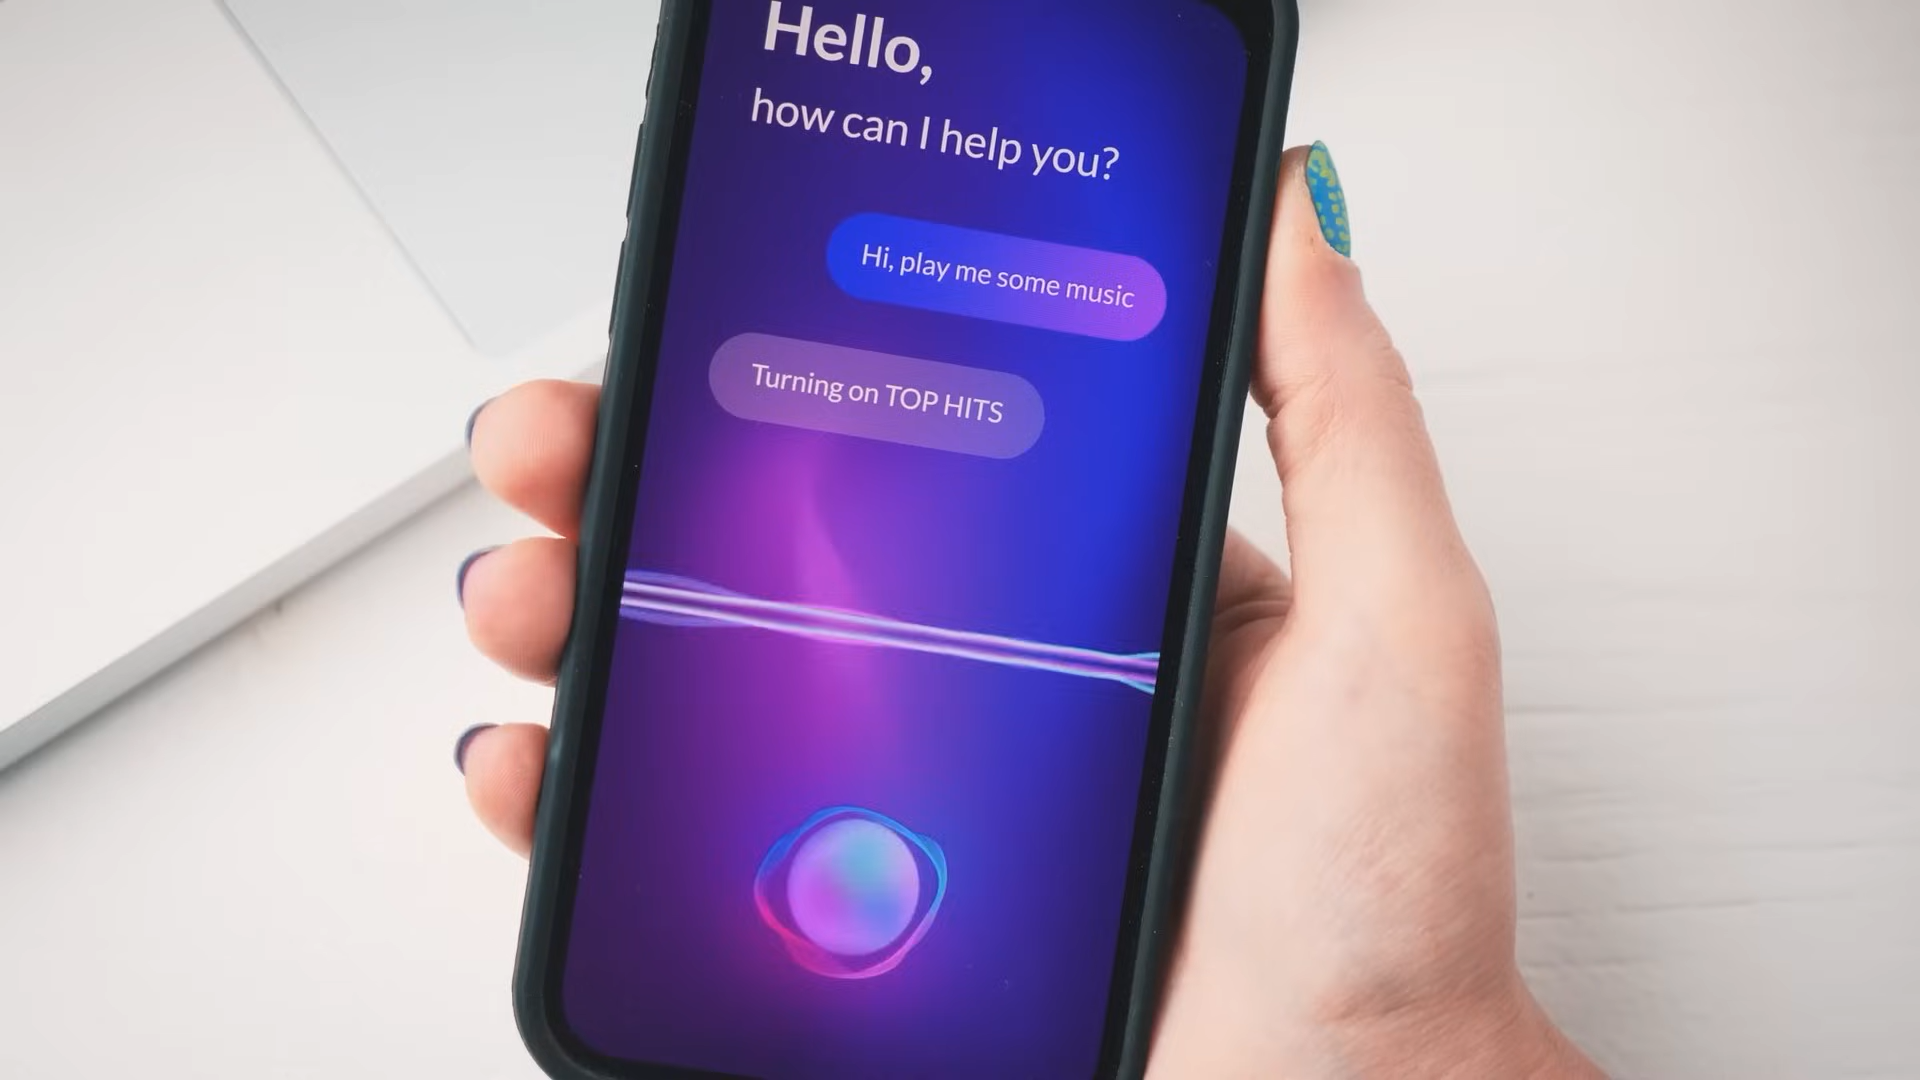 Hello,
how can I help you?
Hi, play me some music
Turning on TOP HITS